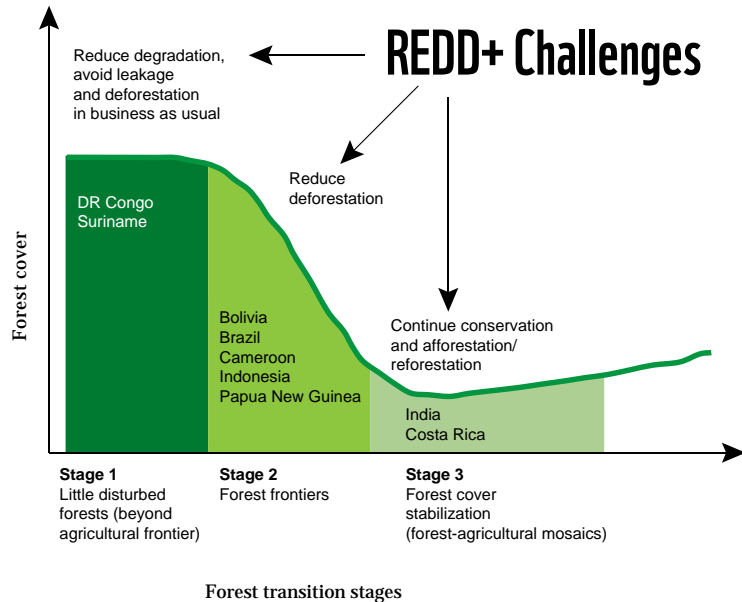 REDD+ Challenges
Reduce degradation,
avoid leakage
and deforestation
in business as usual
Reduce
deforestation
Continue conservation
and afforestation/
reforestation
Forest cover
DR Congo
Suriname
Bolivia
Brazil
Cameroon
Indonesia
Papua New Guinea
India
Costa Rica
Stage 1
Little disturbed
forests (beyond
agricultural frontier)
Stage 2
Forest frontiers
Stage 3
Forest cover
stabilization
(forest-agricultural mosaics)
Forest transition stages